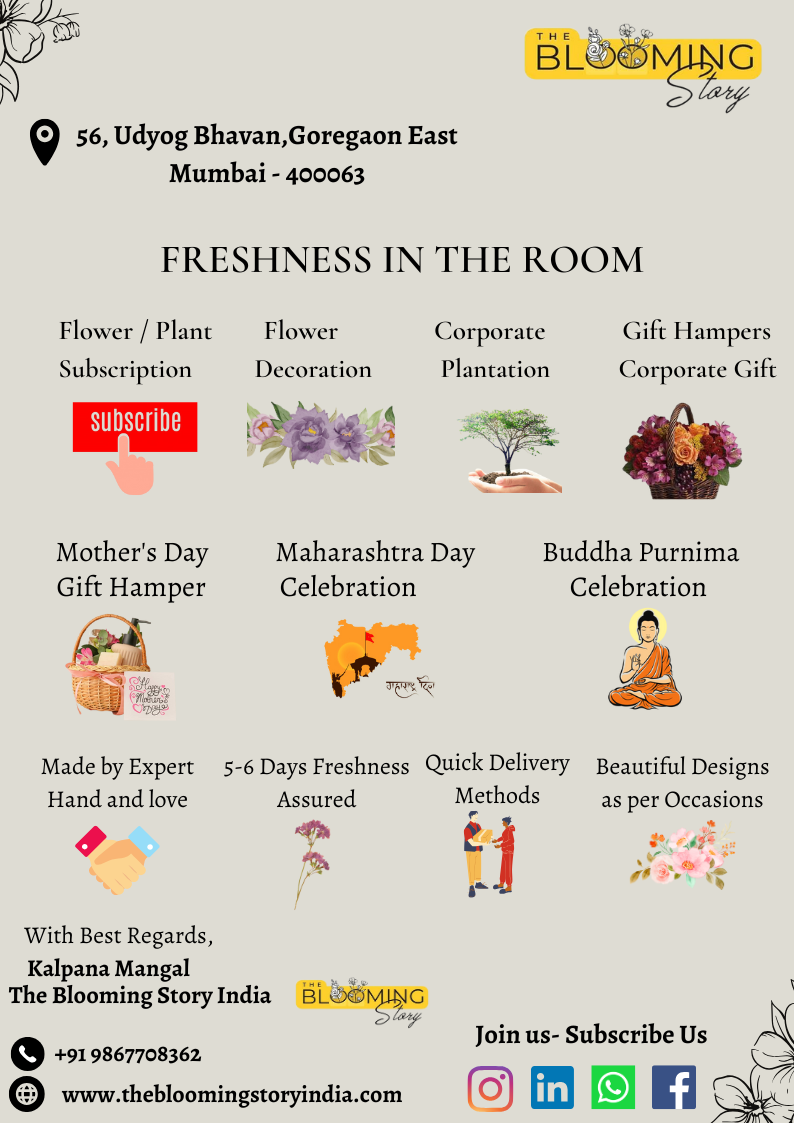 THE
BLOOMING
Story
56, Udyog Bhavan,Goregaon East
Mumbai - 400063
FRESHNESS IN THE ROOM
Flower / Plant
Subscription
Flower
Decoration
Corporate
Plantation
Gift Hampers
Corporate Gift
subscribe
Mother's Day
Gift Hamper
Maharashtra Day
Celebration
Buddha Purnima
Celebration
Happy
Mother's
Day
Made by Expert
Hand and love
5-6 Days Freshness
Assured
Quick Delivery
Methods
Beautiful Designs
as per Occasions
With Best Regards,
Kalpana Mangal
The Blooming Story India
THE
BLOOMING
Story
+91 9867708362
www.thebloomingstoryindia.com
Join us- Subscribe Us
in